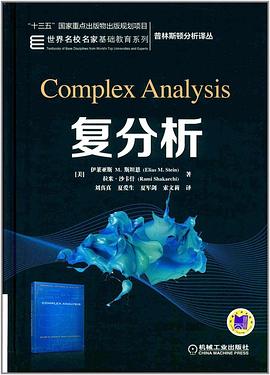 “十三五”国家重点出版物出版规划项目
世界名校名家基础教育系列
Textbooks of Base Disciplines from World's Top Universities and Experts
普林斯顿分析译丛
Complex Analysis
复分析
[美] 伊莱亚斯 M. 斯坦恩 (Elias M. Stein) 著
拉米·沙卡什 (Rami Shakarchi)
刘真真 夏爱生 夏军剑 索文莉 译
COMPLEX ANALYSIS
机械工业出版社
CHINA MACHINE PRESS